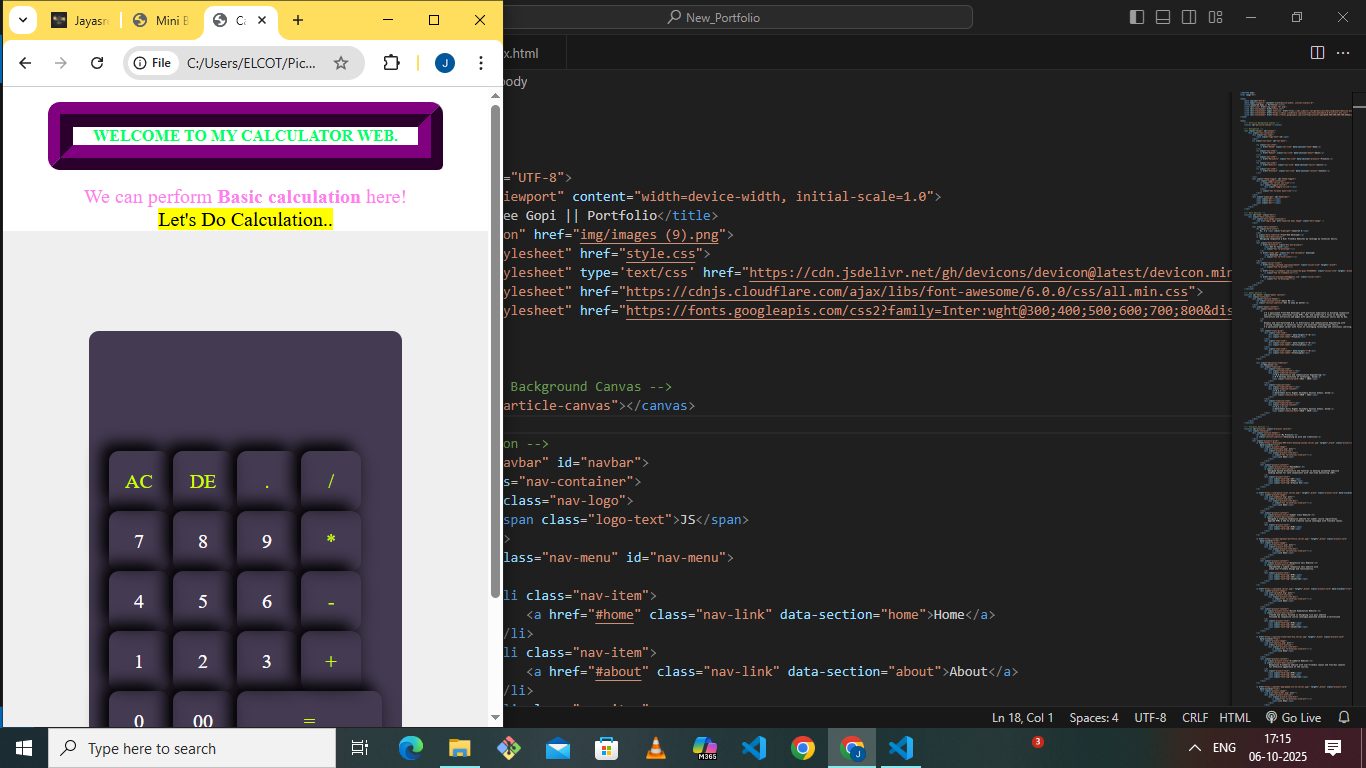 Jayasre
Mini B
Ca
New_Portfolio
File
C:/Users/ELCOT/Pic...
J
x.html
ody
WELCOME TO MY CALCULATOR WEB.
We can perform Basic calculation here!
Let's Do Calculation..
AC DE . /
7 8 9 *
4 5 6 -
1 2 3 +
0 00 =
="UTF-8">
iewport" content="width=device-width, initial-scale=1.0">
ee Gopi || Portfolio</title>
on" href="img/images (9).png">
ylesheet" href="style.css">
ylesheet" type='text/css' href="https://cdn.jsdelivr.net/gh/devicons/devicon@latest/devicon.min
ylesheet" href="https://cdnjs.cloudflare.com/ajax/libs/font-awesome/6.0.0/css/all.min.css">
ylesheet" href="https://fonts.googleapis.com/css2?family=Inter:wght@300;400;500;600;700;800&dis
Background Canvas -->
article-canvas"></canvas>
on -->
avbar" id="navbar">
s="nav-container">
class="nav-logo">
span class="logo-text">JS</span>
>
lass="nav-menu" id="nav-menu">
li class="nav-item">
<a href="#home" class="nav-link" data-section="home">Home</a>
/li>
li class="nav-item">
<a href="#about" class="nav-link" data-section="about">About</a>
/li>
Ln 18, Col 1 Spaces: 4 UTF-8 CRLF HTML Go Live
Type here to search
M365
J
3
ENG
17:15
06-10-2025